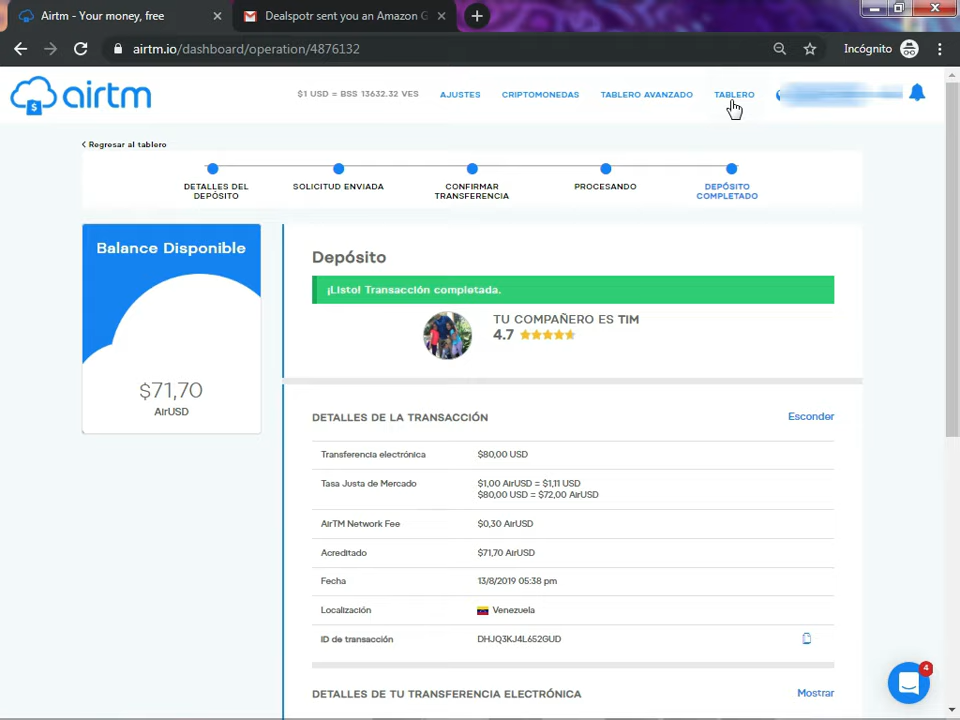 Airtm - Your money, free
Dealspotr sent you an Amazon G
airtm.io/dashboard/operation/4876132
Incógnito
airtm
$
$1 USD = BSS 13632.32 VES
AJUSTES
CRIPTOMONEDAS
TABLERO AVANZADO
TABLERO
Regresar al tablero
DETALLES DEL
DEPÓSITO
SOLICITUD ENVIADA
CONFIRMAR
TRANSFERENCIA
PROCESANDO
DEPÓSITO
COMPLETADO
Balance Disponible
$71,70
AirUSD
Depósito
¡Listo! Transacción completada.
TU COMPAÑERO ES TIM
4.7
DETALLES DE LA TRANSACCIÓN
Esconder
Transferencia electrónica $80,00 USD
Tasa Justa de Mercado $1,00 AirUSD = $1,11 USD
$80,00 USD = $72,00 AirUSD
AirTM Network Fee $0,30 AirUSD
Acreditado $71,70 AirUSD
Fecha 13/8/2019 05:38 pm
Localización Venezuela
ID de transacción DHJQ3KJ4L652GUD
4
DETALLES DE TU TRANSFERENCIA ELECTRÓNICA
Mostrar